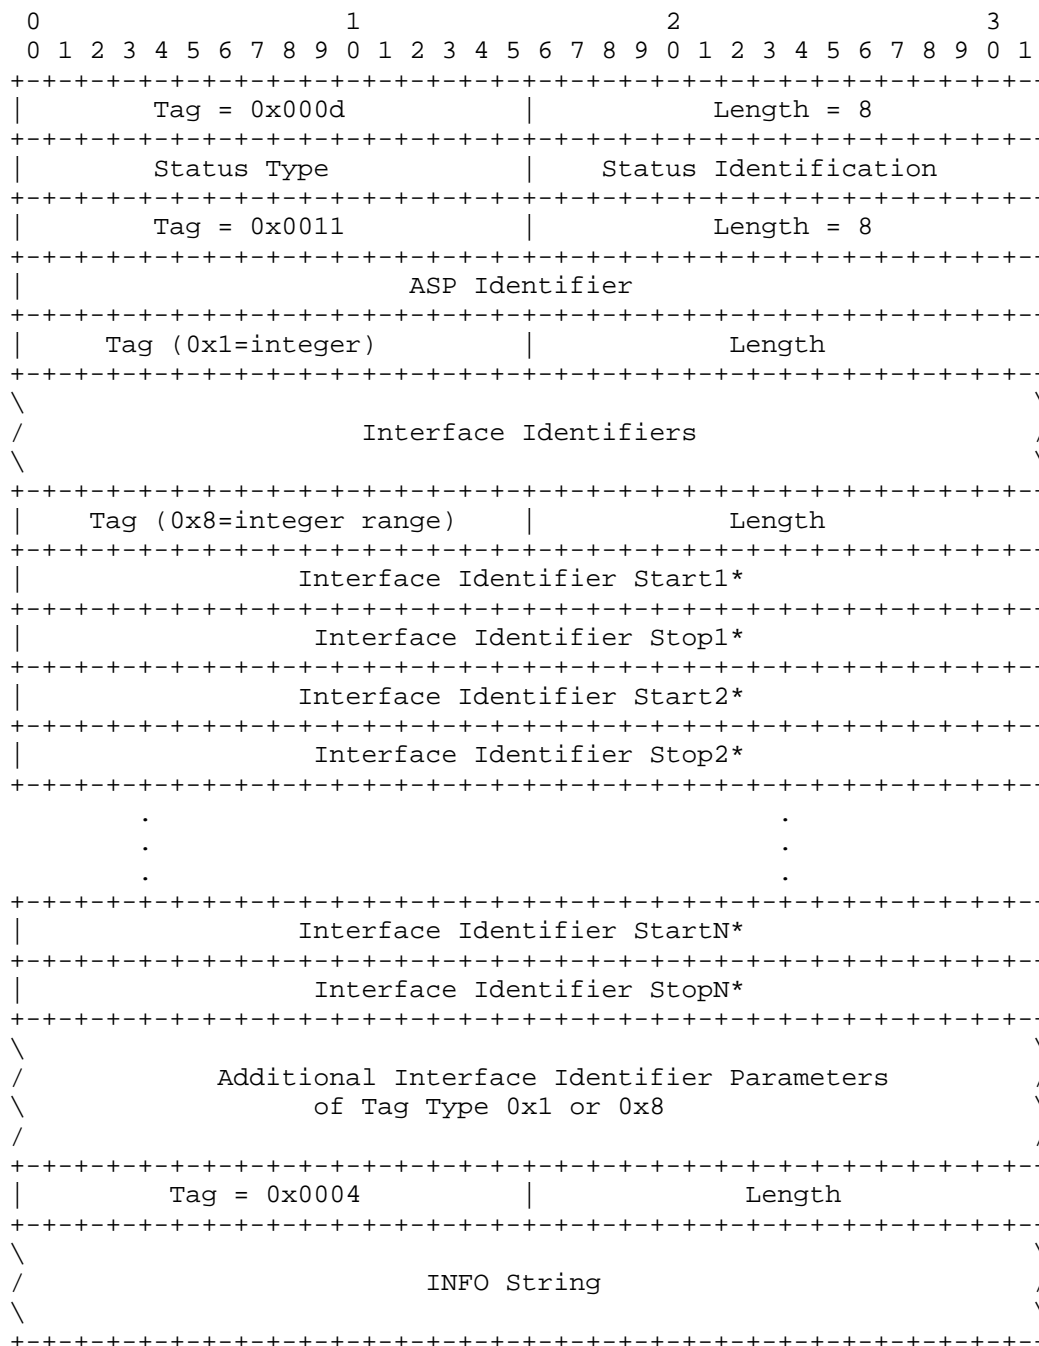 0                   1                   2                   3
 0 1 2 3 4 5 6 7 8 9 0 1 2 3 4 5 6 7 8 9 0 1 2 3 4 5 6 7 8 9 0 1
+-+-+-+-+-+-+-+-+-+-+-+-+-+-+-+-+-+-+-+-+-+-+-+-+-+-+-+-+-+-+-+--
|        Tag = 0x000d           |           Length = 8
+-+-+-+-+-+-+-+-+-+-+-+-+-+-+-+-+-+-+-+-+-+-+-+-+-+-+-+-+-+-+-+--
|        Status Type            |    Status Identification
+-+-+-+-+-+-+-+-+-+-+-+-+-+-+-+-+-+-+-+-+-+-+-+-+-+-+-+-+-+-+-+--
|        Tag = 0x0011           |           Length = 8
+-+-+-+-+-+-+-+-+-+-+-+-+-+-+-+-+-+-+-+-+-+-+-+-+-+-+-+-+-+-+-+--
|                        ASP Identifier
+-+-+-+-+-+-+-+-+-+-+-+-+-+-+-+-+-+-+-+-+-+-+-+-+-+-+-+-+-+-+-+--
|     Tag (0x1=integer)         |            Length
+-+-+-+-+-+-+-+-+-+-+-+-+-+-+-+-+-+-+-+-+-+-+-+-+-+-+-+-+-+-+-+--
\                                                               \
/                     Interface Identifiers                     /
\                                                               \
+-+-+-+-+-+-+-+-+-+-+-+-+-+-+-+-+-+-+-+-+-+-+-+-+-+-+-+-+-+-+-+--
|    Tag (0x8=integer range)    |            Length
+-+-+-+-+-+-+-+-+-+-+-+-+-+-+-+-+-+-+-+-+-+-+-+-+-+-+-+-+-+-+-+--
|                 Interface Identifier Start1*
+-+-+-+-+-+-+-+-+-+-+-+-+-+-+-+-+-+-+-+-+-+-+-+-+-+-+-+-+-+-+-+--
|                  Interface Identifier Stop1*
+-+-+-+-+-+-+-+-+-+-+-+-+-+-+-+-+-+-+-+-+-+-+-+-+-+-+-+-+-+-+-+--
|                 Interface Identifier Start2*
+-+-+-+-+-+-+-+-+-+-+-+-+-+-+-+-+-+-+-+-+-+-+-+-+-+-+-+-+-+-+-+--
|                  Interface Identifier Stop2*
+-+-+-+-+-+-+-+-+-+-+-+-+-+-+-+-+-+-+-+-+-+-+-+-+-+-+-+-+-+-+-+--
        .                                       .
        .                                       .
        .                                       .
+-+-+-+-+-+-+-+-+-+-+-+-+-+-+-+-+-+-+-+-+-+-+-+-+-+-+-+-+-+-+-+--
|                 Interface Identifier StartN*
+-+-+-+-+-+-+-+-+-+-+-+-+-+-+-+-+-+-+-+-+-+-+-+-+-+-+-+-+-+-+-+--
|                  Interface Identifier StopN*
+-+-+-+-+-+-+-+-+-+-+-+-+-+-+-+-+-+-+-+-+-+-+-+-+-+-+-+-+-+-+-+--
\                                                               \
/            Additional Interface Identifier Parameters         /
\                  of Tag Type 0x1 or 0x8                       \
/                                                               /
+-+-+-+-+-+-+-+-+-+-+-+-+-+-+-+-+-+-+-+-+-+-+-+-+-+-+-+-+-+-+-+--
|         Tag = 0x0004          |             Length
+-+-+-+-+-+-+-+-+-+-+-+-+-+-+-+-+-+-+-+-+-+-+-+-+-+-+-+-+-+-+-+--
\                                                               \
/                         INFO String                           /
\                                                               \
+-+-+-+-+-+-+-+-+-+-+-+-+-+-+-+-+-+-+-+-+-+-+-+-+-+-+-+-+-+-+-+--